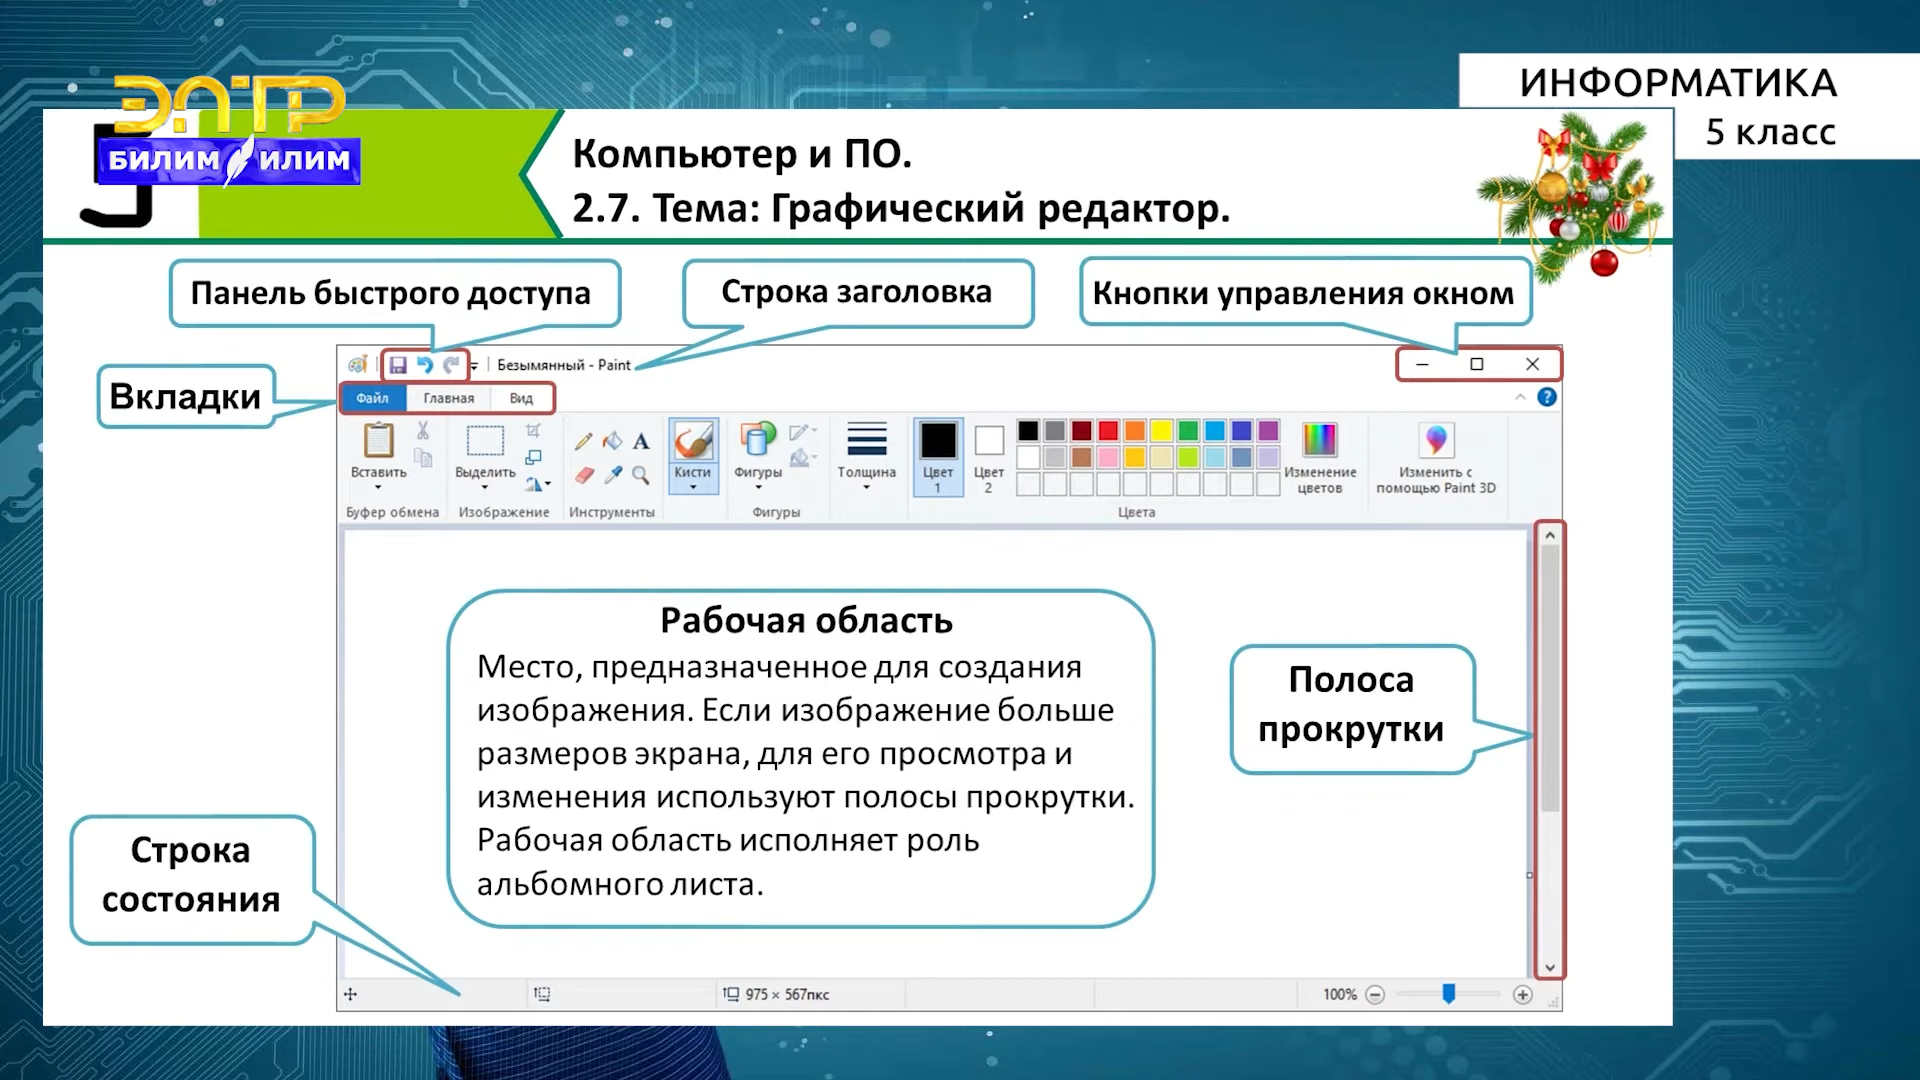 ЭЛТР
БИЛИМ ИЛИМ
ИНФОРМАТИКА
5 класс
5
Компьютер и ПО.
2.7. Тема: Графический редактор.
Панель быстрого доступа
Строка заголовка
Кнопки управления окном
Вкладки
Безымянный - Paint
Файл
Главная
Вид
Вставить
Выделить
Кисти
Фигуры
Толщина
Цвет
1
Цвет
2
Изменение
цветов
Изменить с
помощью Paint 3D
Буфер обмена
Изображение
Инструменты
Фигуры
Цвета
Рабочая область
Место, предназначенное для создания
изображения. Если изображение больше
размеров экрана, для его просмотра и
изменения используют полосы прокрутки.
Рабочая область исполняет роль
альбомного листа.
Полоса
прокрутки
Строка
состояния
975 × 567пкс
100%